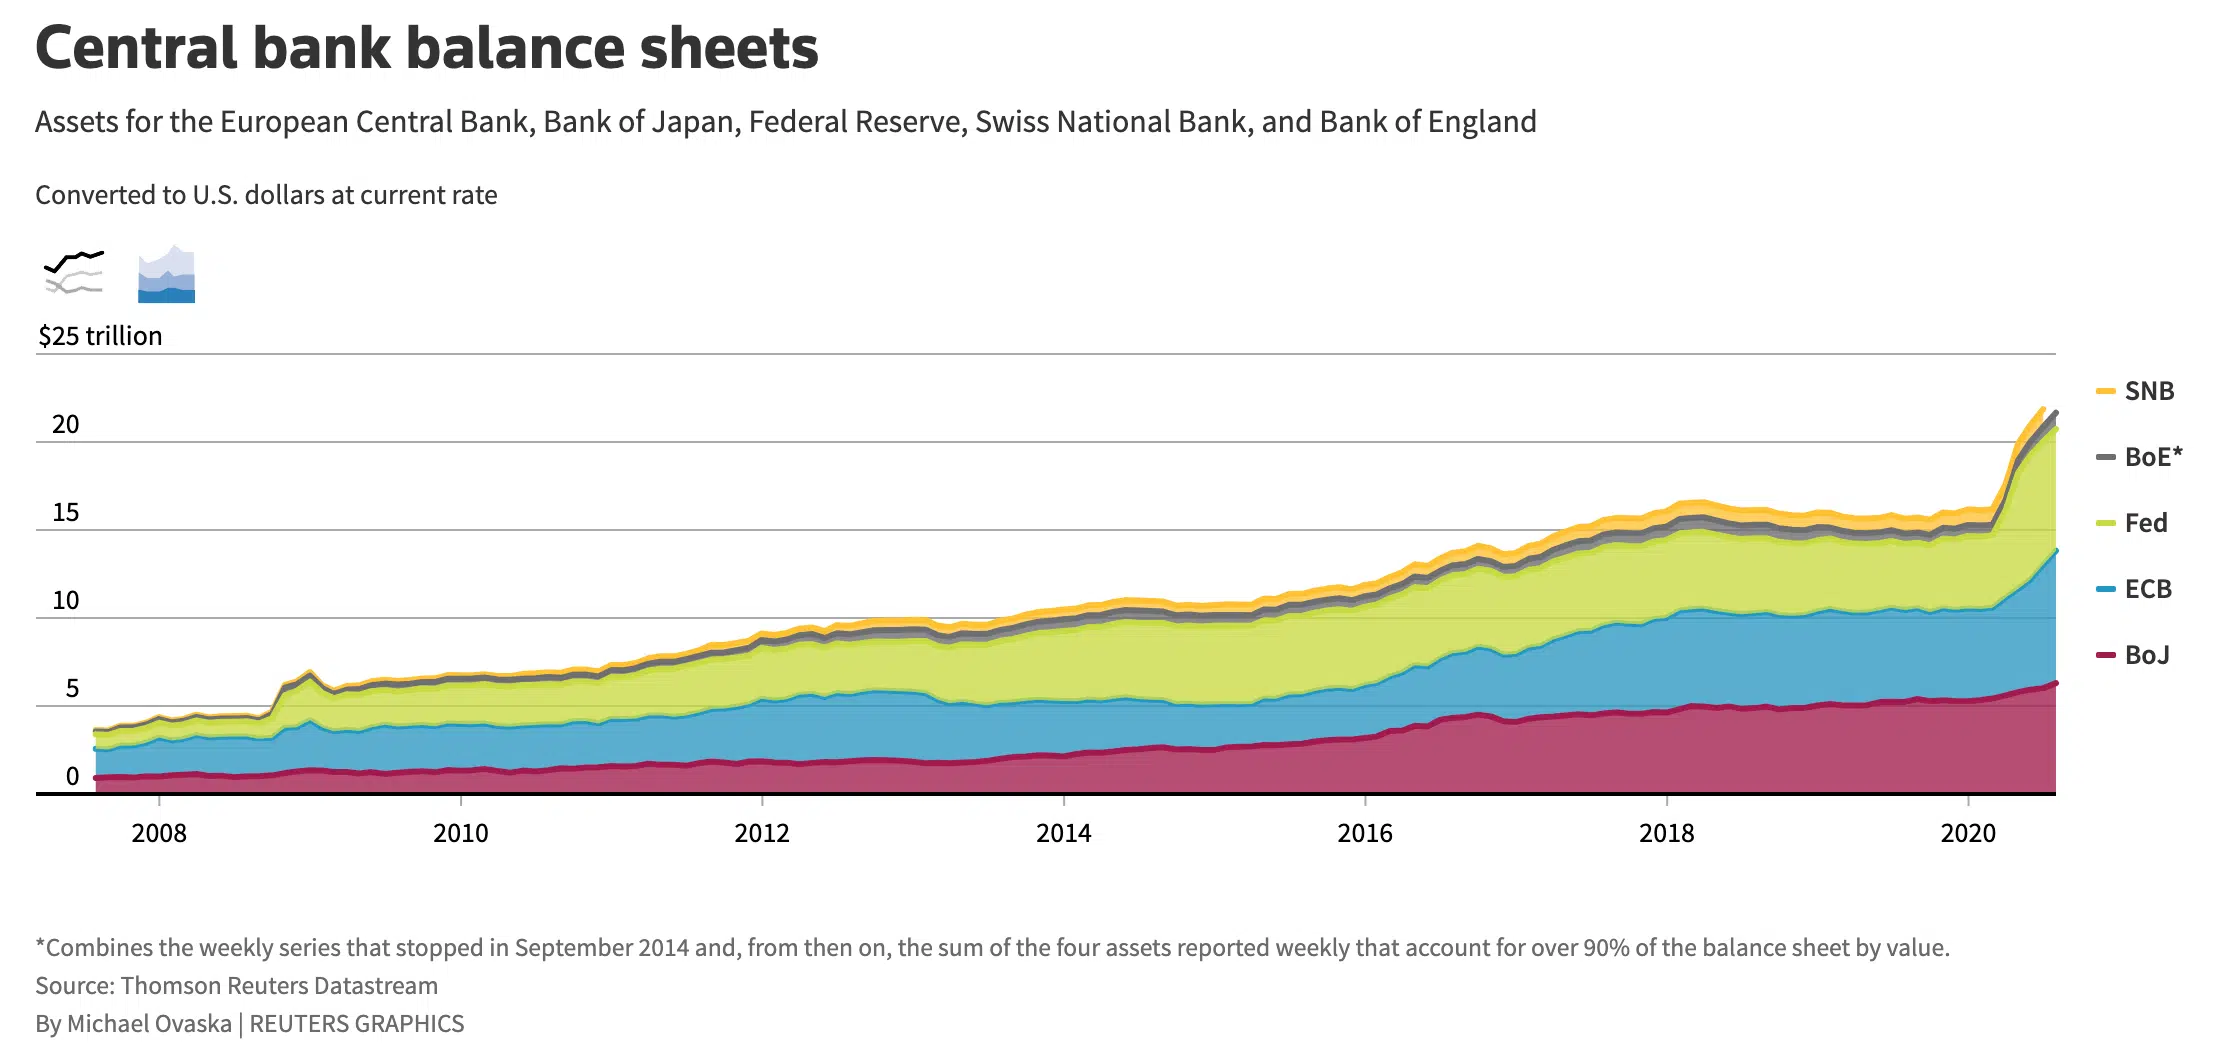 Central bank balance sheets
Assets for the European Central Bank, Bank of Japan, Federal Reserve, Swiss National Bank, and Bank of England
Converted to U.S. dollars at current rate
$25 trillion
20
15
10
5
0
SNB
BoE*
Fed
ECB
BoJ
2008 2010 2012 2014 2016 2018 2020
*Combines the weekly series that stopped in September 2014 and, from then on, the sum of the four assets reported weekly that account for over 90% of the balance sheet by value.
Source: Thomson Reuters Datastream
By Michael Ovaska | REUTERS GRAPHICS